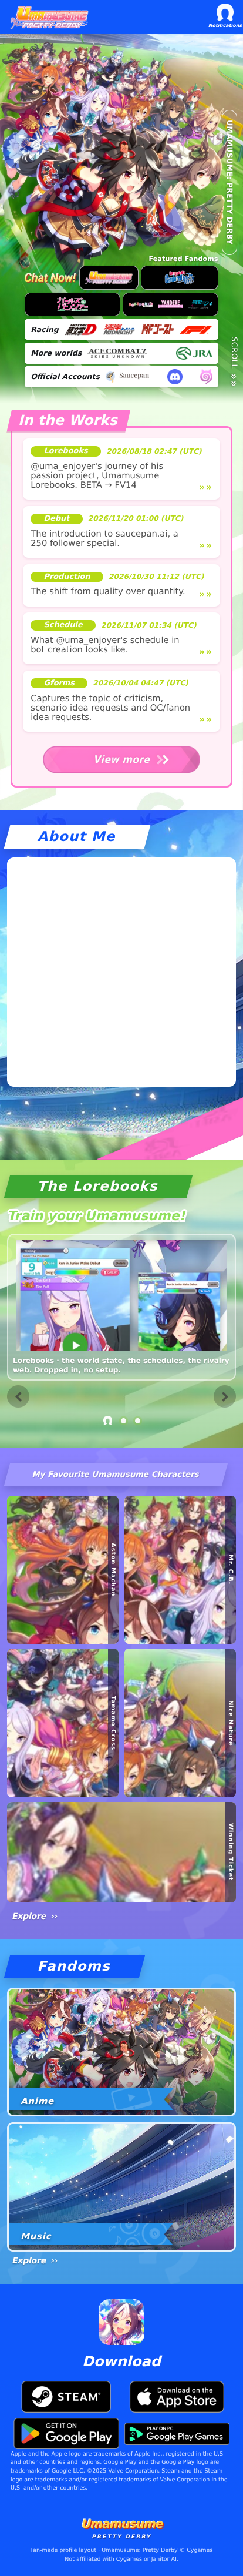 Umamusume
PRETTY DERBY
Notifications
UMAMUSUME: PRETTY DERBY
Featured Fandoms
Chat Now!
Umamusume
PRETTY DERBY
Racing
F1
More worlds
ACE COMBAT 7
SKIES UNKNOWN
JRA
Official Accounts
Saucepan
SCROLL »
In the Works
Lorebooks 2026/08/18 02:47 (UTC)
@uma_enjoyer's journey of his
passion project, Umamusume
Lorebooks. BETA → FV14
»»
Debut 2026/11/20 01:00 (UTC)
The introduction to saucepan.ai, a
250 follower special.
»»
Production 2026/10/30 11:12 (UTC)
The shift from quality over quantity.
»»
Schedule 2026/11/07 01:34 (UTC)
What @uma_enjoyer's schedule in
bot creation looks like.
»»
Gforms 2026/10/04 04:47 (UTC)
Captures the topic of criticism,
scenario idea requests and OC/fanon
idea requests.
»»
View more
About Me
The Lorebooks
Train your Umamusume!
Lorebooks · the world state, the schedules, the rivalry
web. Dropped in, no setup.
My Favourite Umamusume Characters
Aston Machan
Mr. C.B.
Tamamo Cross
Nice Nature
Winning Ticket
Explore ››
Fandoms
Anime
Music
Explore ››
Download
STEAM
Download on the
App Store
GET IT ON
Google Play
PLAY ON PC
Google Play Games
Apple and the Apple logo are trademarks of Apple Inc., registered in the U.S.
and other countries and regions. Google Play and the Google Play logo are
trademarks of Google LLC. ©2025 Valve Corporation. Steam and the Steam
logo are trademarks and/or registered trademarks of Valve Corporation in the
U.S. and/or other countries.
Umamusume
PRETTY DERBY
Fan-made profile layout · Umamusume: Pretty Derby © Cygames
Not affiliated with Cygames or Janitor AI.